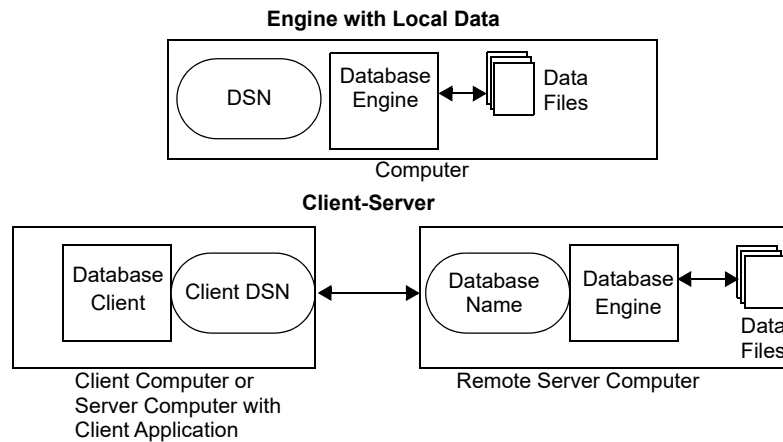 Engine with Local Data
DSN
Database
Engine
Data
Files
Computer
Client-Server
Database
Client
Client DSN
Database
Name
Database
Engine
Data
Files
Client Computer or
Server Computer with
Client Application
Remote Server Computer